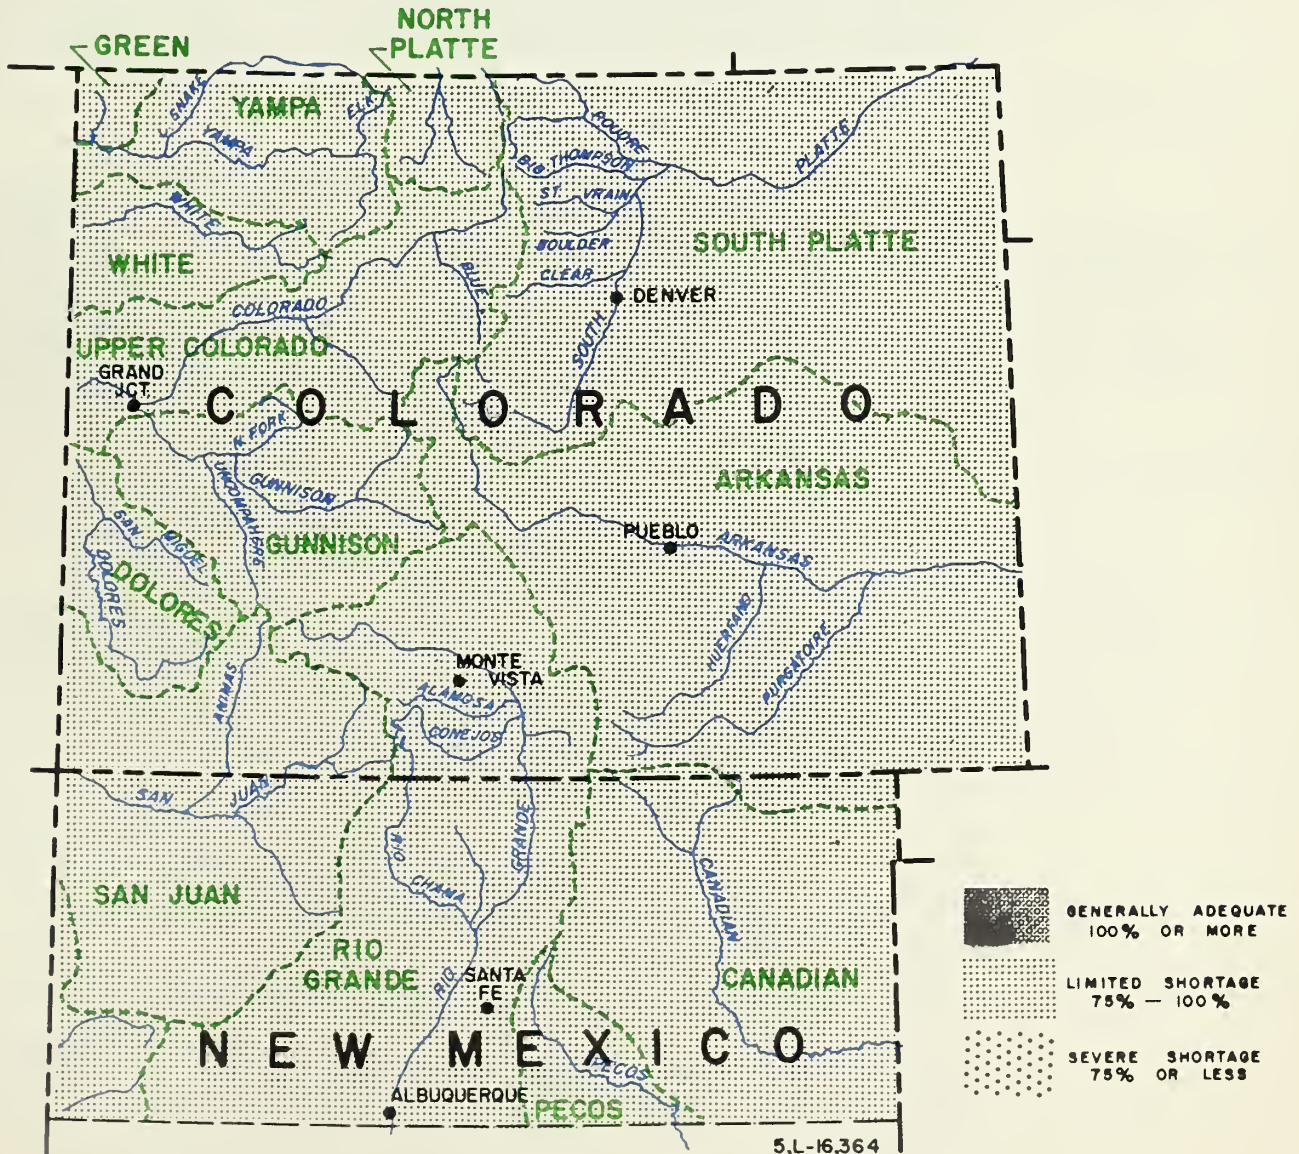 NORTH
PLATTE
GREEN
YAMPA
L. SNAKE
YAMPA
ELK
POUDRE
BIG THOMPSON
ST. VRAIN
BOULDER
CLEAR
PLATTE
SOUTH PLATTE
WHITE
WHITE
COLORADO
BLUE
DENVER
SOUTH
UPPER COLORADO
GRAND
JCT.
COLORADO
N FORK
GUNNISON
UNCOMPAHGRE
GUNNISON
ARKANSAS
PUEBLO
ARKANSAS
SAN MIGUEL
DOLORES
DOLORES
HUERFANO
PURGATOIRE
ANIMAS
MONTE
VISTA
ALAMOSA
CONEJOS
SAN JUAN
RIO CHAMA
GRANDE
CANADIAN
SAN JUAN
RIO
GRANDE
RIO
SANTA
FE
CANADIAN
NEW MEXICO
PECOS
ALBUQUERQUE
PECOS
5,L-16,364
GENERALLY ADEQUATE
100% OR MORE
LIMITED SHORTAGE
75% — 100%
SEVERE SHORTAGE
75% OR LESS